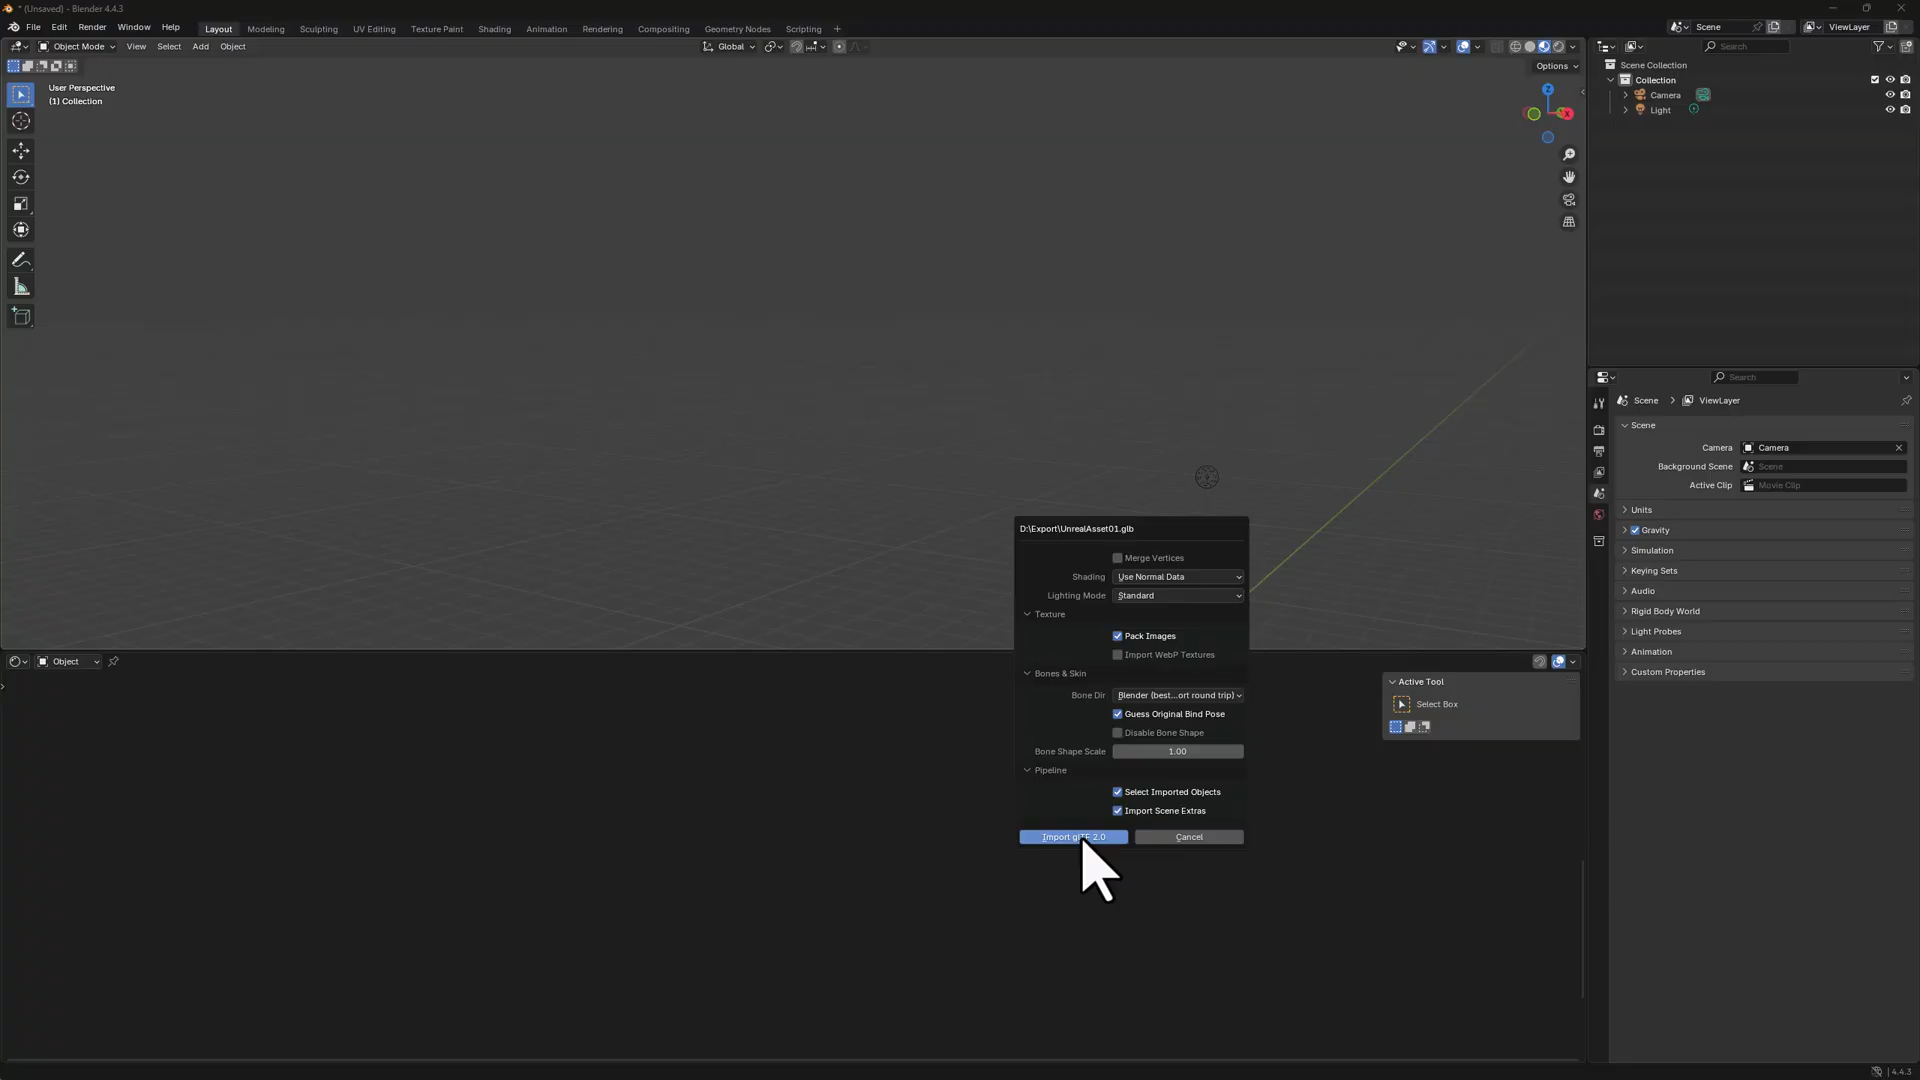 * (Unsaved) - Blender 4.4.3
File Edit Render Window Help
Layout Modeling Sculpting UV Editing Texture Paint Shading Animation Rendering Compositing Geometry Nodes Scripting +
Scene
ViewLayer
Object Mode View Select Add Object
Global
Search
Options
User Perspective
(1) Collection
Z
X
Scene Collection
Collection
Camera
Light
Search
Scene > ViewLayer
Scene
Camera Camera
Background Scene Scene
Active Clip Movie Clip
Units
Gravity
Simulation
Keying Sets
Audio
Rigid Body World
Light Probes
Animation
Custom Properties
D:\Export\UnrealAsset01.glb
Merge Vertices
Shading Use Normal Data
Lighting Mode Standard
Texture
Pack Images
Import WebP Textures
Bones & Skin
Bone Dir Blender (best...ort round trip)
Guess Original Bind Pose
Disable Bone Shape
Bone Shape Scale 1.00
Pipeline
Select Imported Objects
Import Scene Extras
Import glTF 2.0 Cancel
Object
Active Tool
Select Box
4.4.3